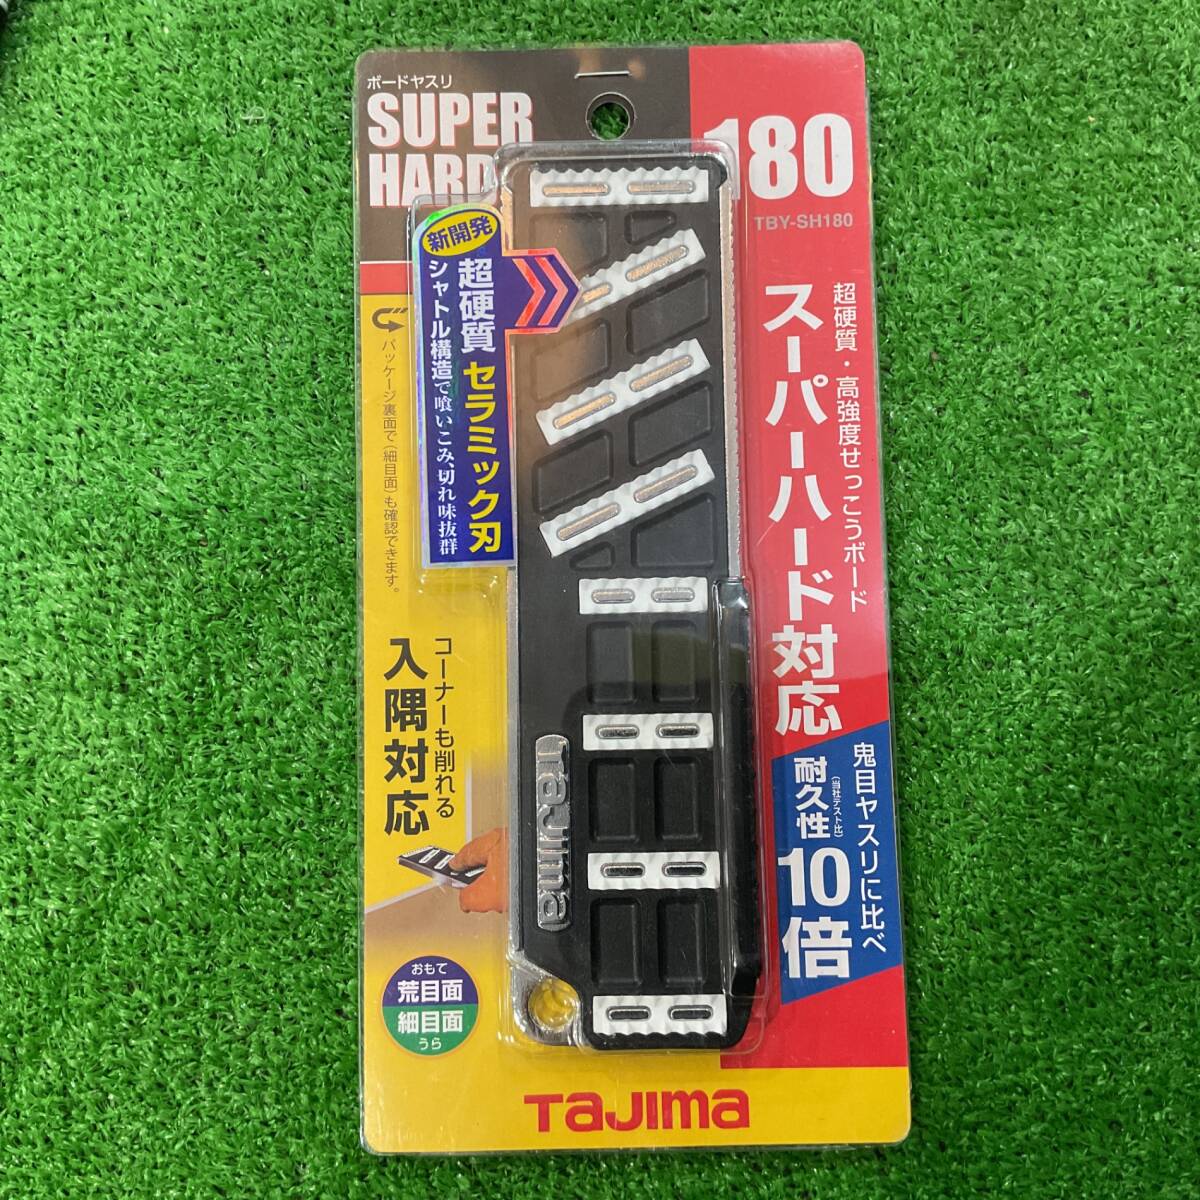 ボードヤスリ
SUPER
HARD
180
TBY-SH180
新開発
超硬質 セラミック刃
シャトル構造で喰いこみ、切れ味抜群
パッケージ裏面で(細目面)も確認できます。
超硬質・高強度せっこうボード
スーパーハード対応
鬼目ヤスリに比べ
耐久性
(当社テスト比)
10倍
コーナーも削れる
入隅対応
おもて
荒目面
細目面
うら
TaJima
TaJima